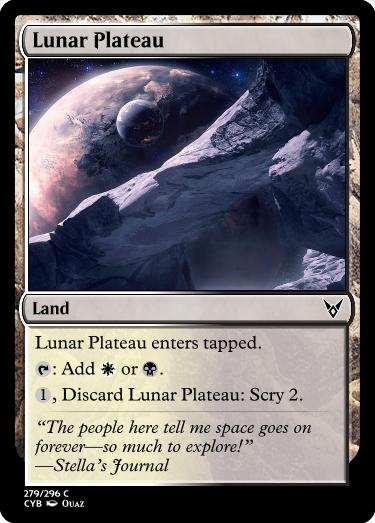 Lunar Plateau
Land
Lunar Plateau enters tapped.
: Add or .
1, Discard Lunar Plateau: Scry 2.
“The people here tell me space goes on
forever—so much to explore!”
—Stella's Journal
279/296 C
CYB Ouaz